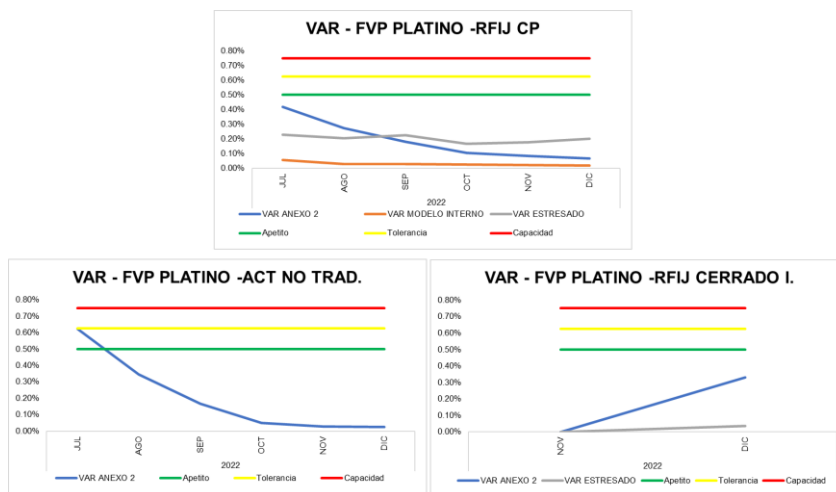 VAR - FVP PLATINO -RFIJ CP
0.80%
0.70%
0.60%
0.50%
0.40%
0.30%
0.20%
0.10%
0.00%
JUL
AGO
SEP
OCT
NOV
DIC
2022
VAR ANEXO 2
VAR MODELO INTERNO
VAR ESTRESADO
Apetito
Tolerancia
Capacidad
VAR - FVP PLATINO -ACT NO TRAD.
0.80%
0.70%
0.60%
0.50%
0.40%
0.30%
0.20%
0.10%
0.00%
JUL
AGO
SEP
OCT
NOV
DIC
2022
VAR ANEXO 2
Apetito
Tolerancia
Capacidad
VAR - FVP PLATINO -RFIJ CERRADO I.
0.80%
0.70%
0.60%
0.50%
0.40%
0.30%
0.20%
0.10%
0.00%
NOV
DIC
2022
VAR ANEXO 2
VAR ESTRESADO
Apetito
Tolerancia
Capacidad